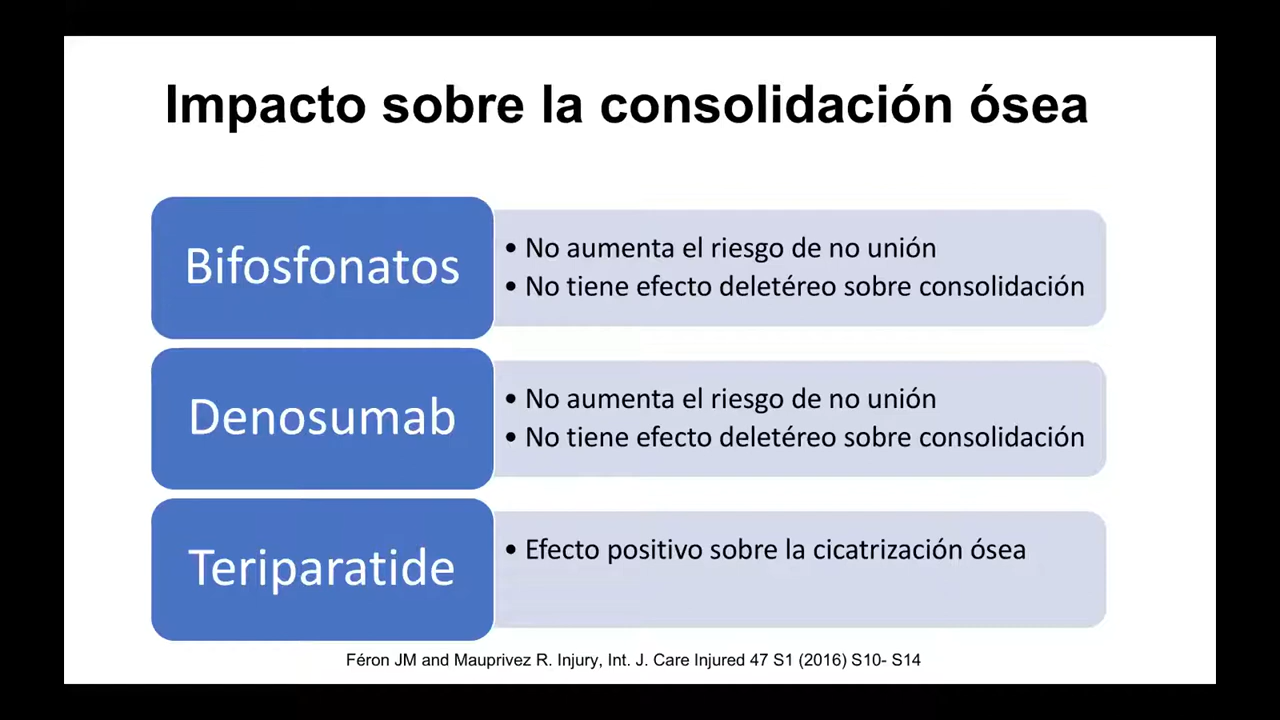 Impacto sobre la consolidación ósea
Bifosfonatos
• No aumenta el riesgo de no unión
• No tiene efecto deletéreo sobre consolidación
Denosumab
• No aumenta el riesgo de no unión
• No tiene efecto deletéreo sobre consolidación
Teriparatide
• Efecto positivo sobre la cicatrización ósea
Féron JM and Mauprivez R. Injury, Int. J. Care Injured 47 S1 (2016) S10- S14